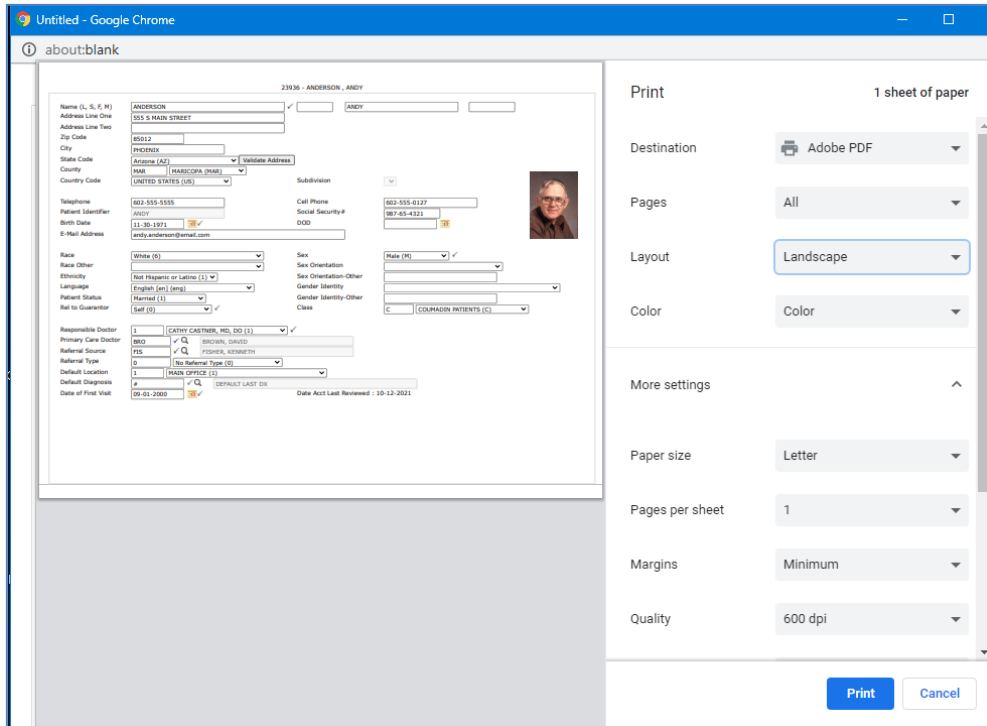 Untitled - Google Chrome
about:blank
23936 - ANDERSON , ANDY
Name (L, S, F, M) ANDERSON ANDY
Address Line One 555 S MAIN STREET
Address Line Two
Zip Code 85012
City PHOENIX
State Code Arizona (AZ) Validate Address
County MAR MARICOPA (MAR)
Country Code UNITED STATES (US) Subdivision
Telephone 602-555-5555 Cell Phone 602-555-0127
Patient Identifier ANDY Social Security# 987-65-4321
Birth Date 11-30-1971 DOD
E-Mail Address andy.anderson@email.com
Race White (6) Sex Male (M)
Race Other Sex Orientation
Ethnicity Not Hispanic or Latino (1) Sex Orientation-Other
Language English [en] (eng) Gender Identity
Patient Status Married (1) Gender Identity-Other
Rel to Guarantor Self (0) Class C COUMADIN PATIENTS (C)
Responsible Doctor 1 CATHY CASTNER, MD, DO (1)
Primary Care Doctor BRO BROWN, DAVID
Referral Source FIS FISHER, KENNETH
Referral Type 0 No Referral Type (0)
Default Location 1 MAIN OFFICE (1)
Default Diagnosis # DEFAULT LAST DX
Date of First Visit 09-01-2000 Date Acct Last Reviewed : 10-12-2021
Print 1 sheet of paper
Destination Adobe PDF
Pages All
Layout Landscape
Color Color
More settings
Paper size Letter
Pages per sheet 1
Margins Minimum
Quality 600 dpi
Print Cancel